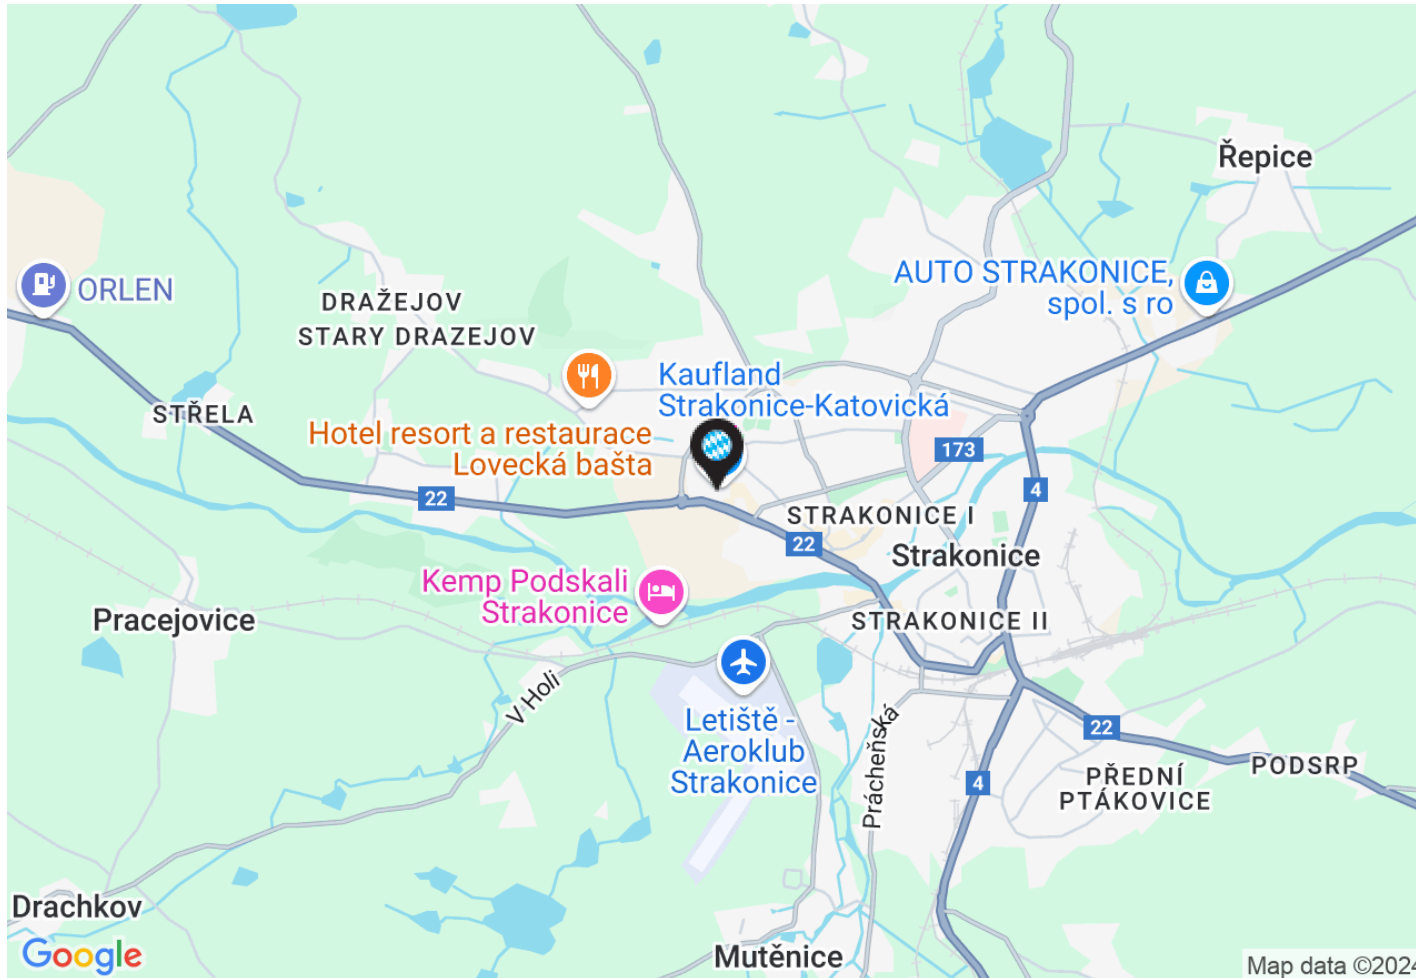 Řepice
AUTO STRAKONICE,
spol. s ro
ORLEN
DRAŽEJOV
STARY DRAZEJOV
Kaufland
Strakonice-Katovická
STŘELA
Hotel resort a restaurace
Lovecká bašta
173
22
4
STRAKONICE I
22
Strakonice
Kemp Podskali
Strakonice
Pracejovice
STRAKONICE II
V Holi
Letiště -
Aeroklub
Strakonice
Prácheňská
22
PODSRP
4
PŘEDNÍ
PTÁKOVICE
Drachkov
Google
Mutěnice
Map data ©2024